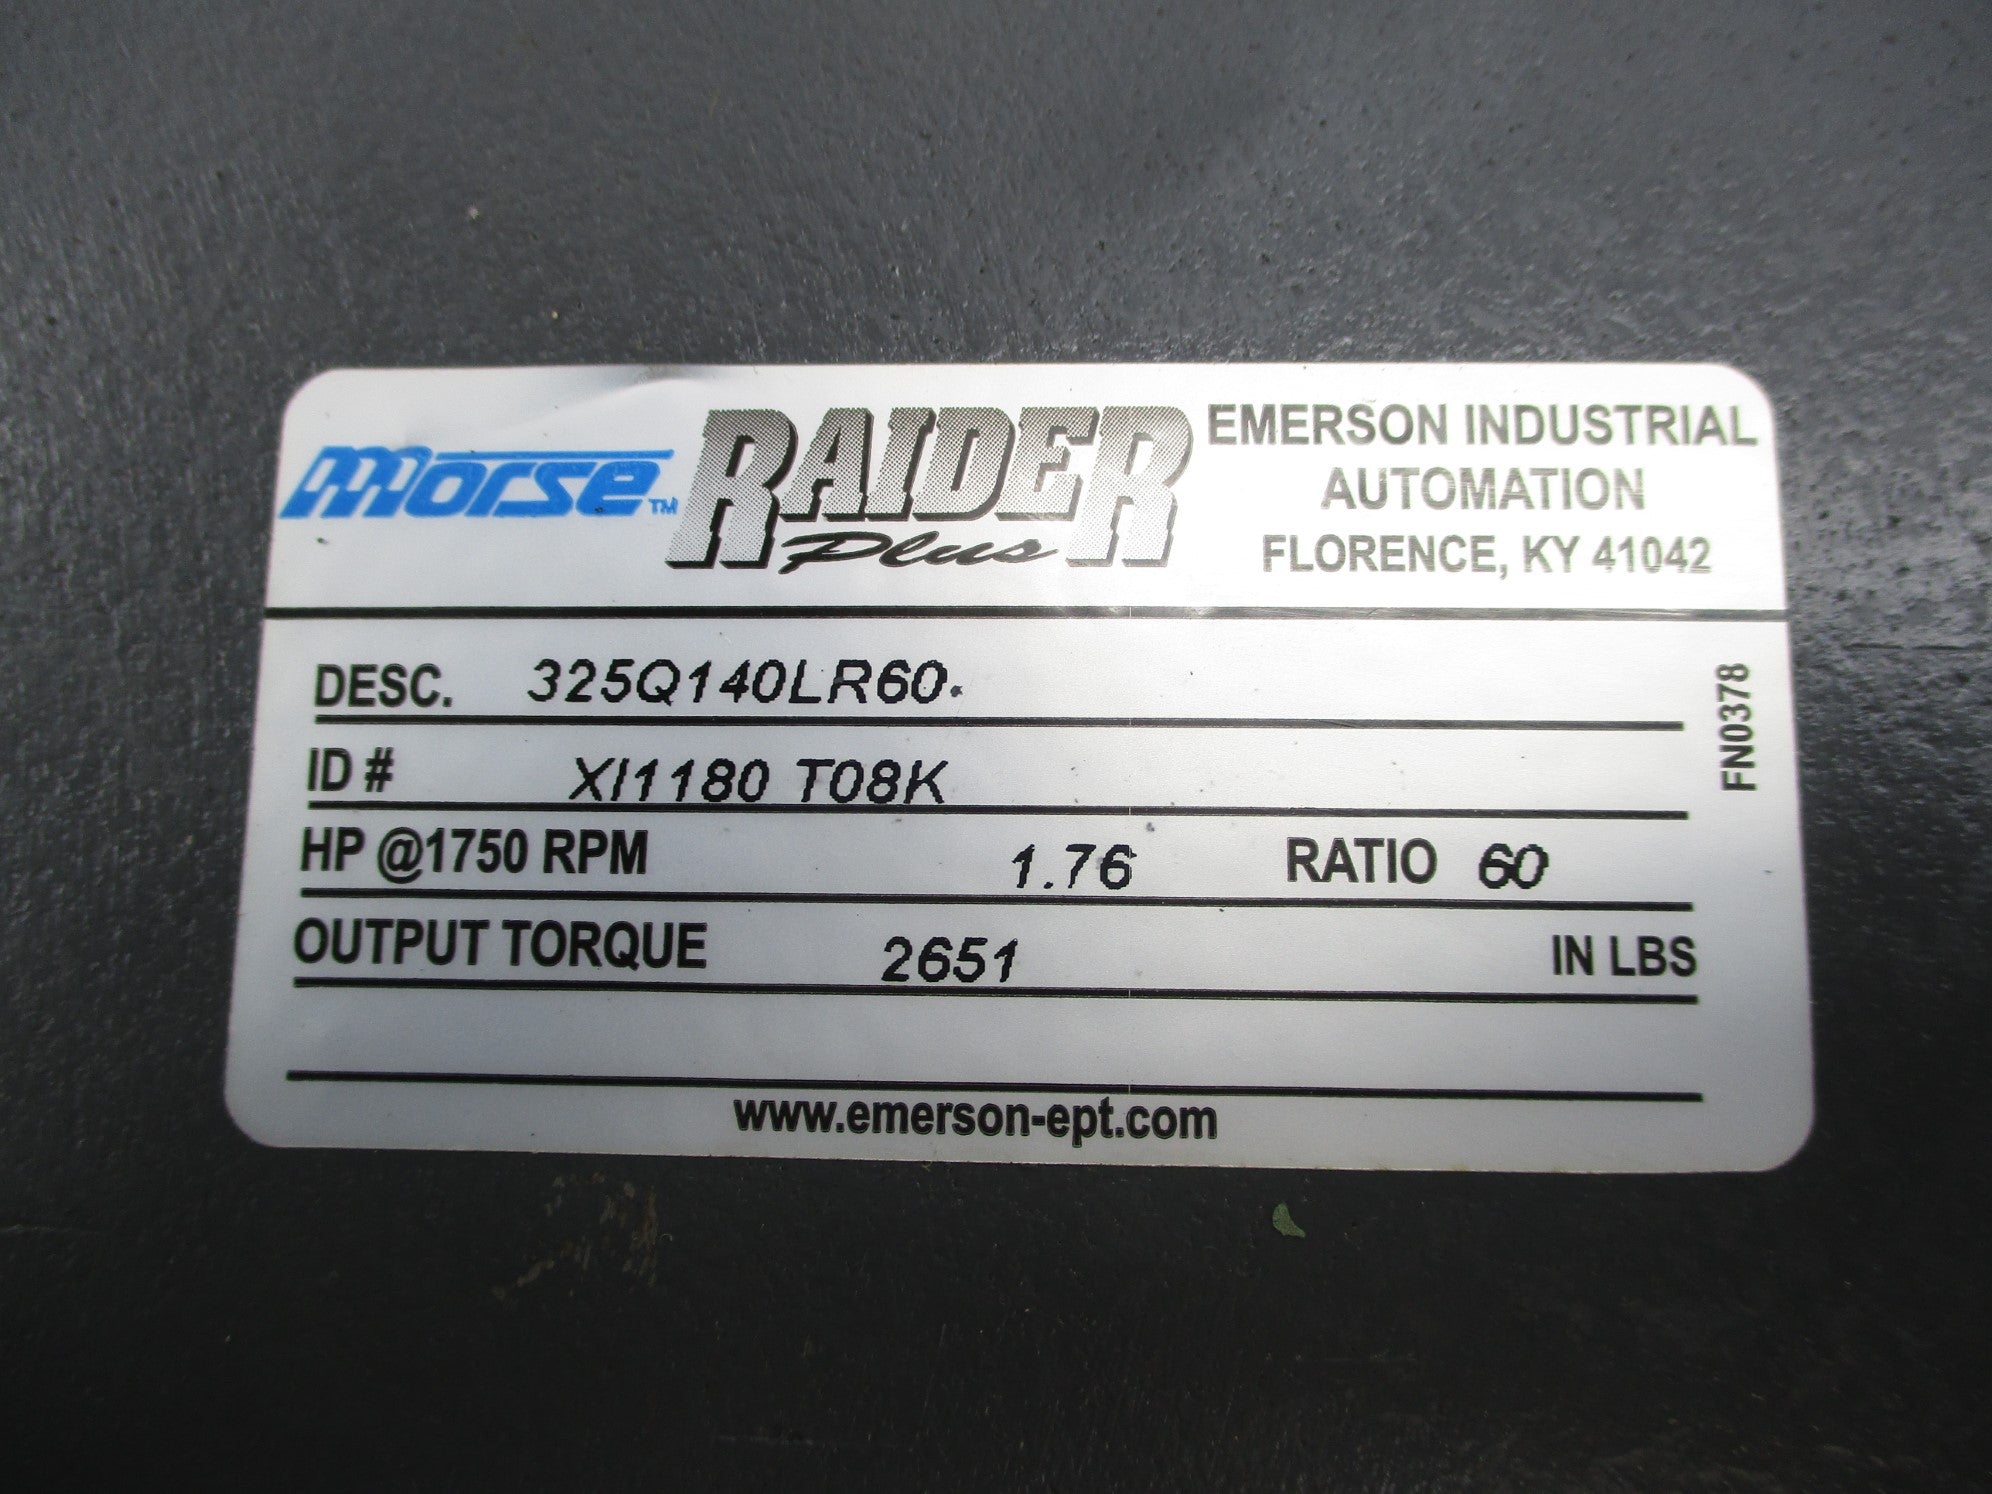 morse™ RAIDER Plus
EMERSON INDUSTRIAL
AUTOMATION
FLORENCE, KY 41042
DESC. 325Q140LR60.
ID # XI1180 T08K
HP @1750 RPM 1.76 RATIO 60
OUTPUT TORQUE 2651 IN LBS
www.emerson-ept.com
FN0378